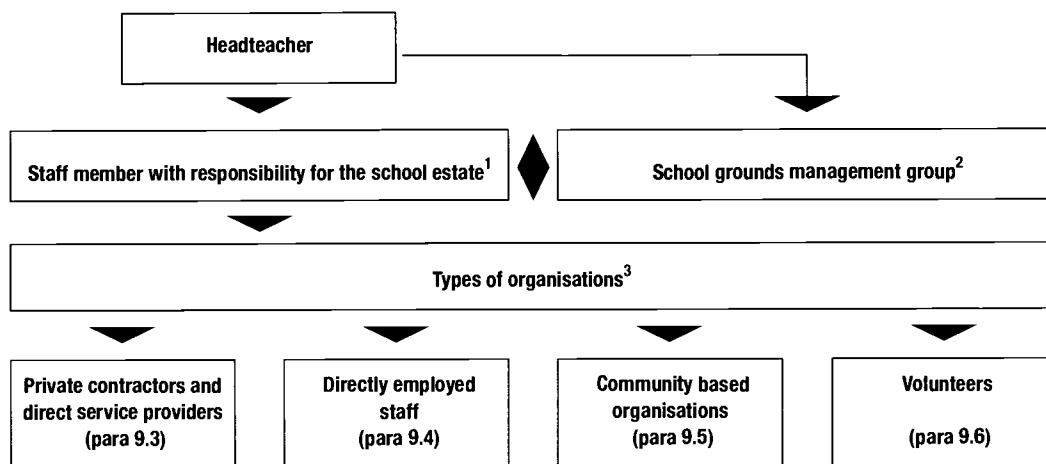 Headteacher
Staff member with responsibility for the school estate¹
School grounds management group²
Types of organisations³
Private contractors and
direct service providers
(para 9.3)
Directly employed
staff
(para 9.4)
Community based
organisations
(para 9.5)
Volunteers
(para 9.6)